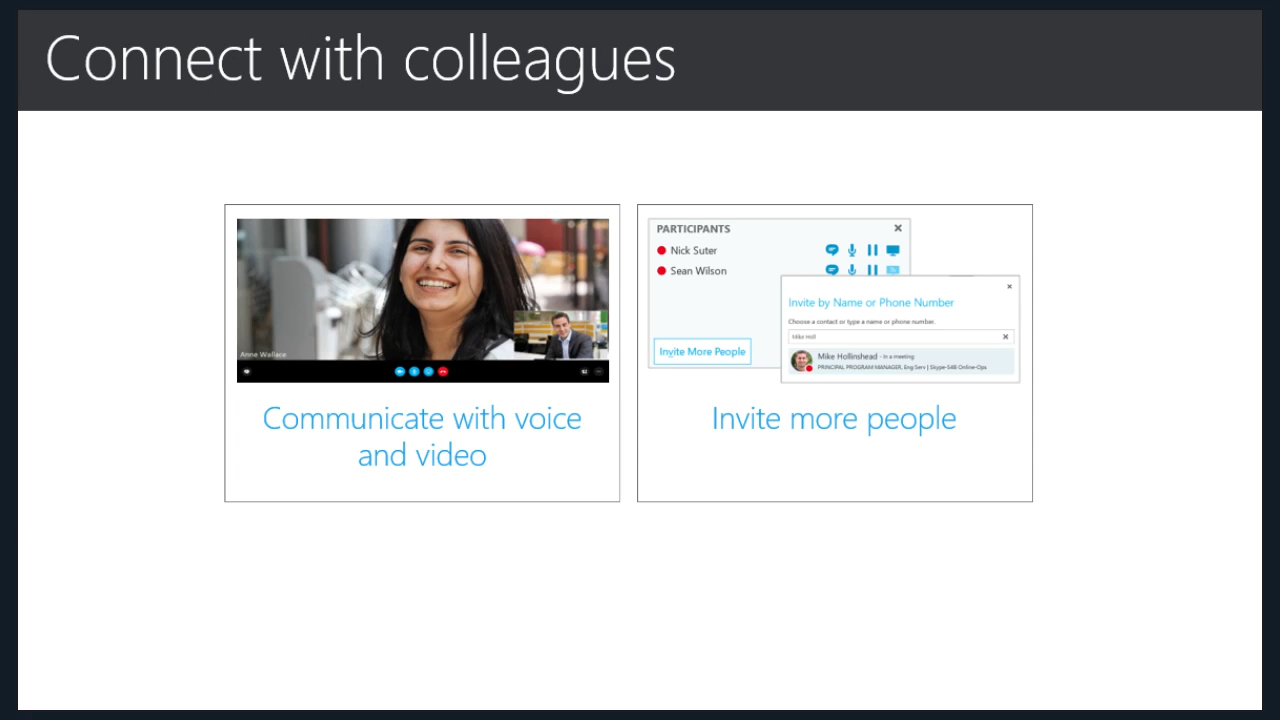 Connect with colleagues
Anne Wallace
Communicate with voice
and video
PARTICIPANTS
Nick Suter
Sean Wilson
Invite More People
Invite by Name or Phone Number
Choose a contact or type a name or phone number.
Mike Holl
Mike Hollinshead - In a meeting
PRINCIPAL PROGRAM MANAGER, Eng Serv | Skype-S4B Online-Ops
Invite more people